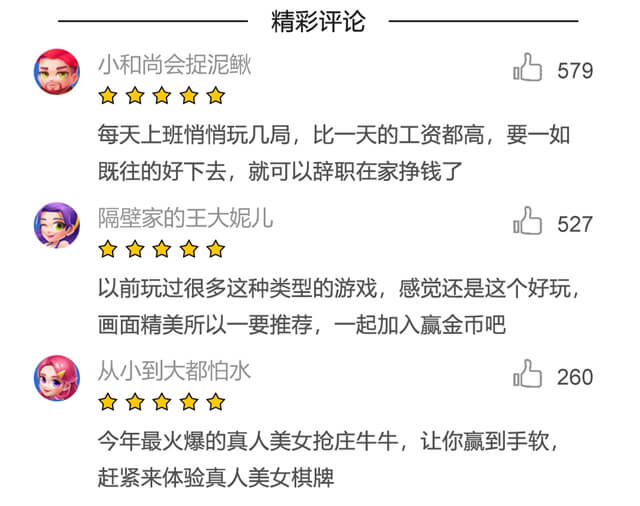 精彩评论
小和尚会捉泥鳅
579
每天上班悄悄玩几局，比一天的工资都高，要一如
既往的好下去，就可以辞职在家挣钱了
隔壁家的王大妮儿
527
以前玩过很多这种类型的游戏，感觉还是这个好玩，
画面精美所以一要推荐，一起加入赢金币吧
从小到大都怕水
260
今年最火爆的真人美女抢庄牛牛，让你赢到手软，
赶紧来体验真人美女棋牌